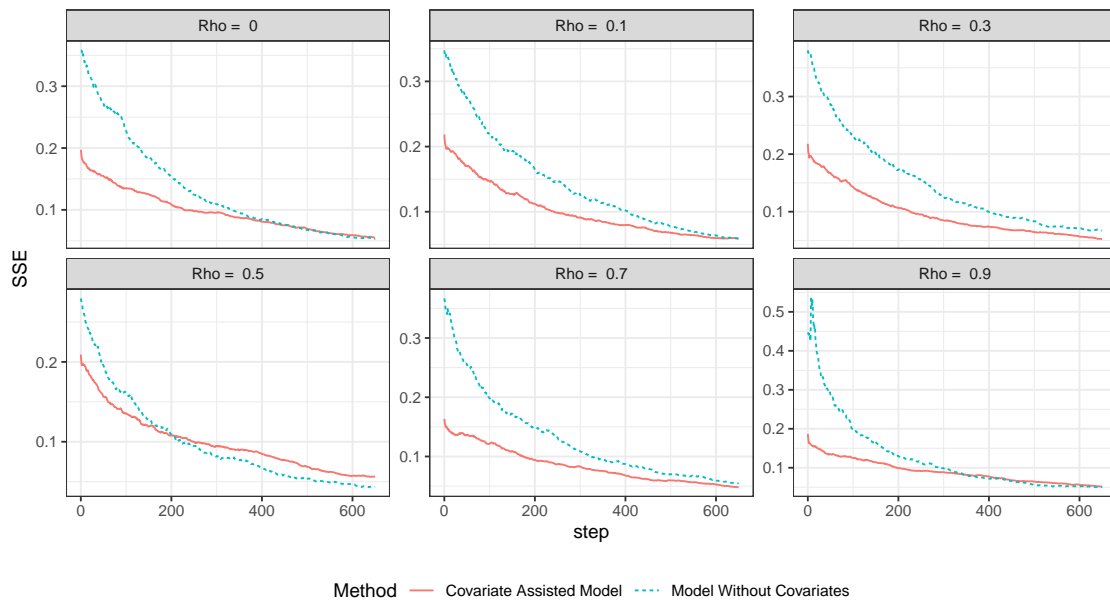 Rho =  0
Rho =  0.1
Rho =  0.3
0.3
0.2
0.1
0.3
0.2
0.1
0.3
0.2
0.1
SSE
Rho =  0.5
Rho =  0.7
Rho =  0.9
0.2
0.1
0.3
0.2
0.1
0.5
0.4
0.3
0.2
0.1
0 200 400 600
0 200 400 600
0 200 400 600
step
Method Covariate Assisted Model Model Without Covariates